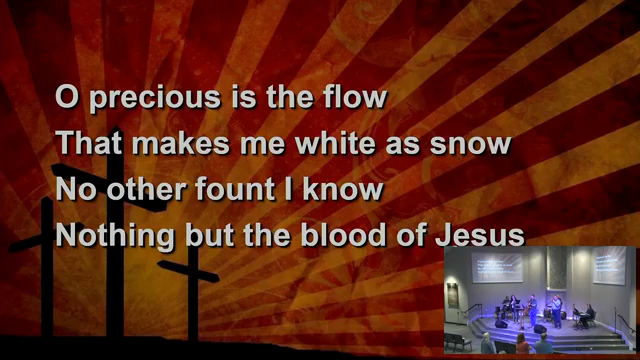 O precious is the flow
That makes me white as snow
No other fount I know
Nothing but the blood of Jesus